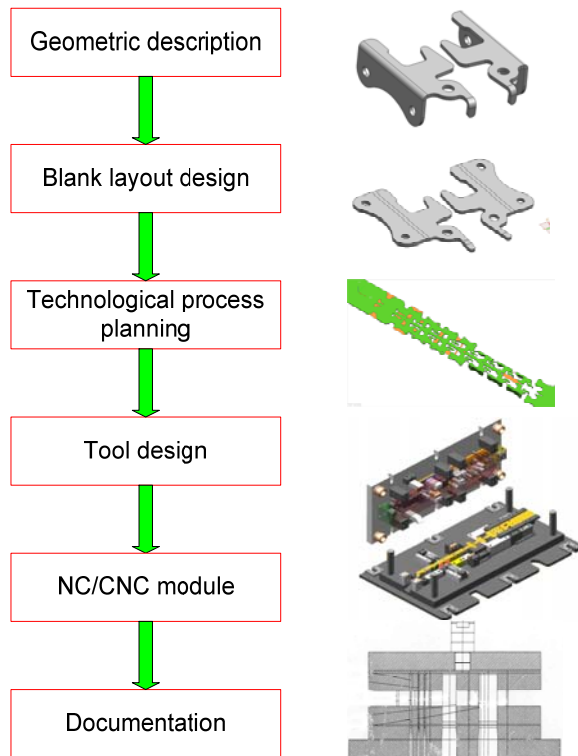 Geometric description
Blank layout design
Technological process
planning
Tool design
NC/CNC module
Documentation